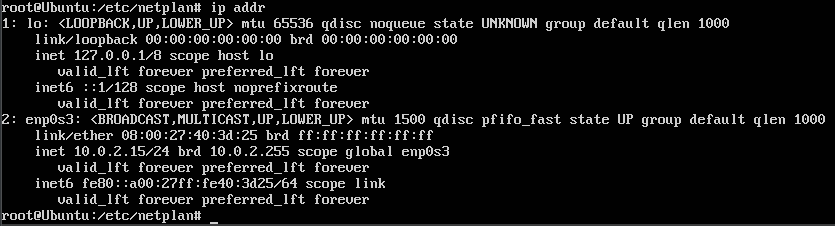 root@Ubuntu:/etc/netplan# ip addr
1: lo: <LOOPBACK,UP,LOWER_UP> mtu 65536 qdisc noqueue state UNKNOWN group default qlen 1000
    link/loopback 00:00:00:00:00:00 brd 00:00:00:00:00:00
    inet 127.0.0.1/8 scope host lo
       valid_lft forever preferred_lft forever
    inet6 ::1/128 scope host noprefixroute
       valid_lft forever preferred_lft forever
2: enp0s3: <BROADCAST,MULTICAST,UP,LOWER_UP> mtu 1500 qdisc pfifo_fast state UP group default qlen 1000
    link/ether 08:00:27:40:3d:25 brd ff:ff:ff:ff:ff:ff
    inet 10.0.2.15/24 brd 10.0.2.255 scope global enp0s3
       valid_lft forever preferred_lft forever
    inet6 fe80::a00:27ff:fe40:3d25/64 scope link
       valid_lft forever preferred_lft forever
root@Ubuntu:/etc/netplan# _